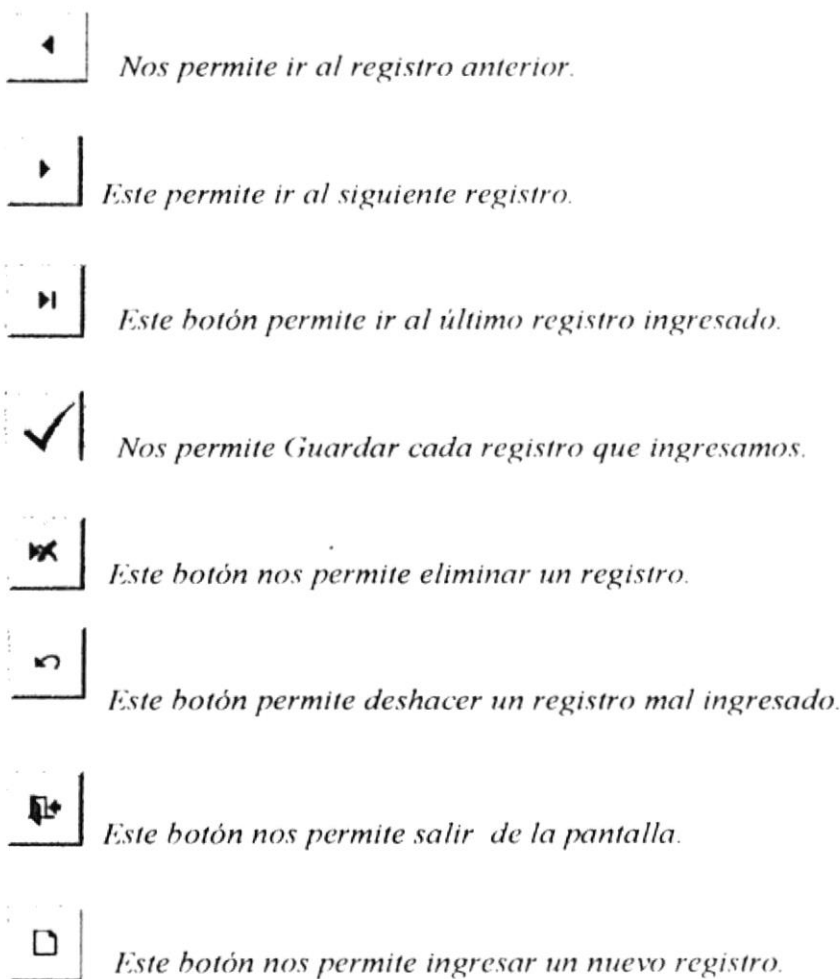 Nos permite ir al registro anterior.
Este permite ir al siguiente registro.
Este botón permite ir al último registro ingresado.
Nos permite Guardar cada registro que ingresamos.
Este botón nos permite eliminar un registro.
Este botón permite deshacer un registro mal ingresado.
Este botón nos permite salir de la pantalla.
Este botón nos permite ingresar un nuevo registro.